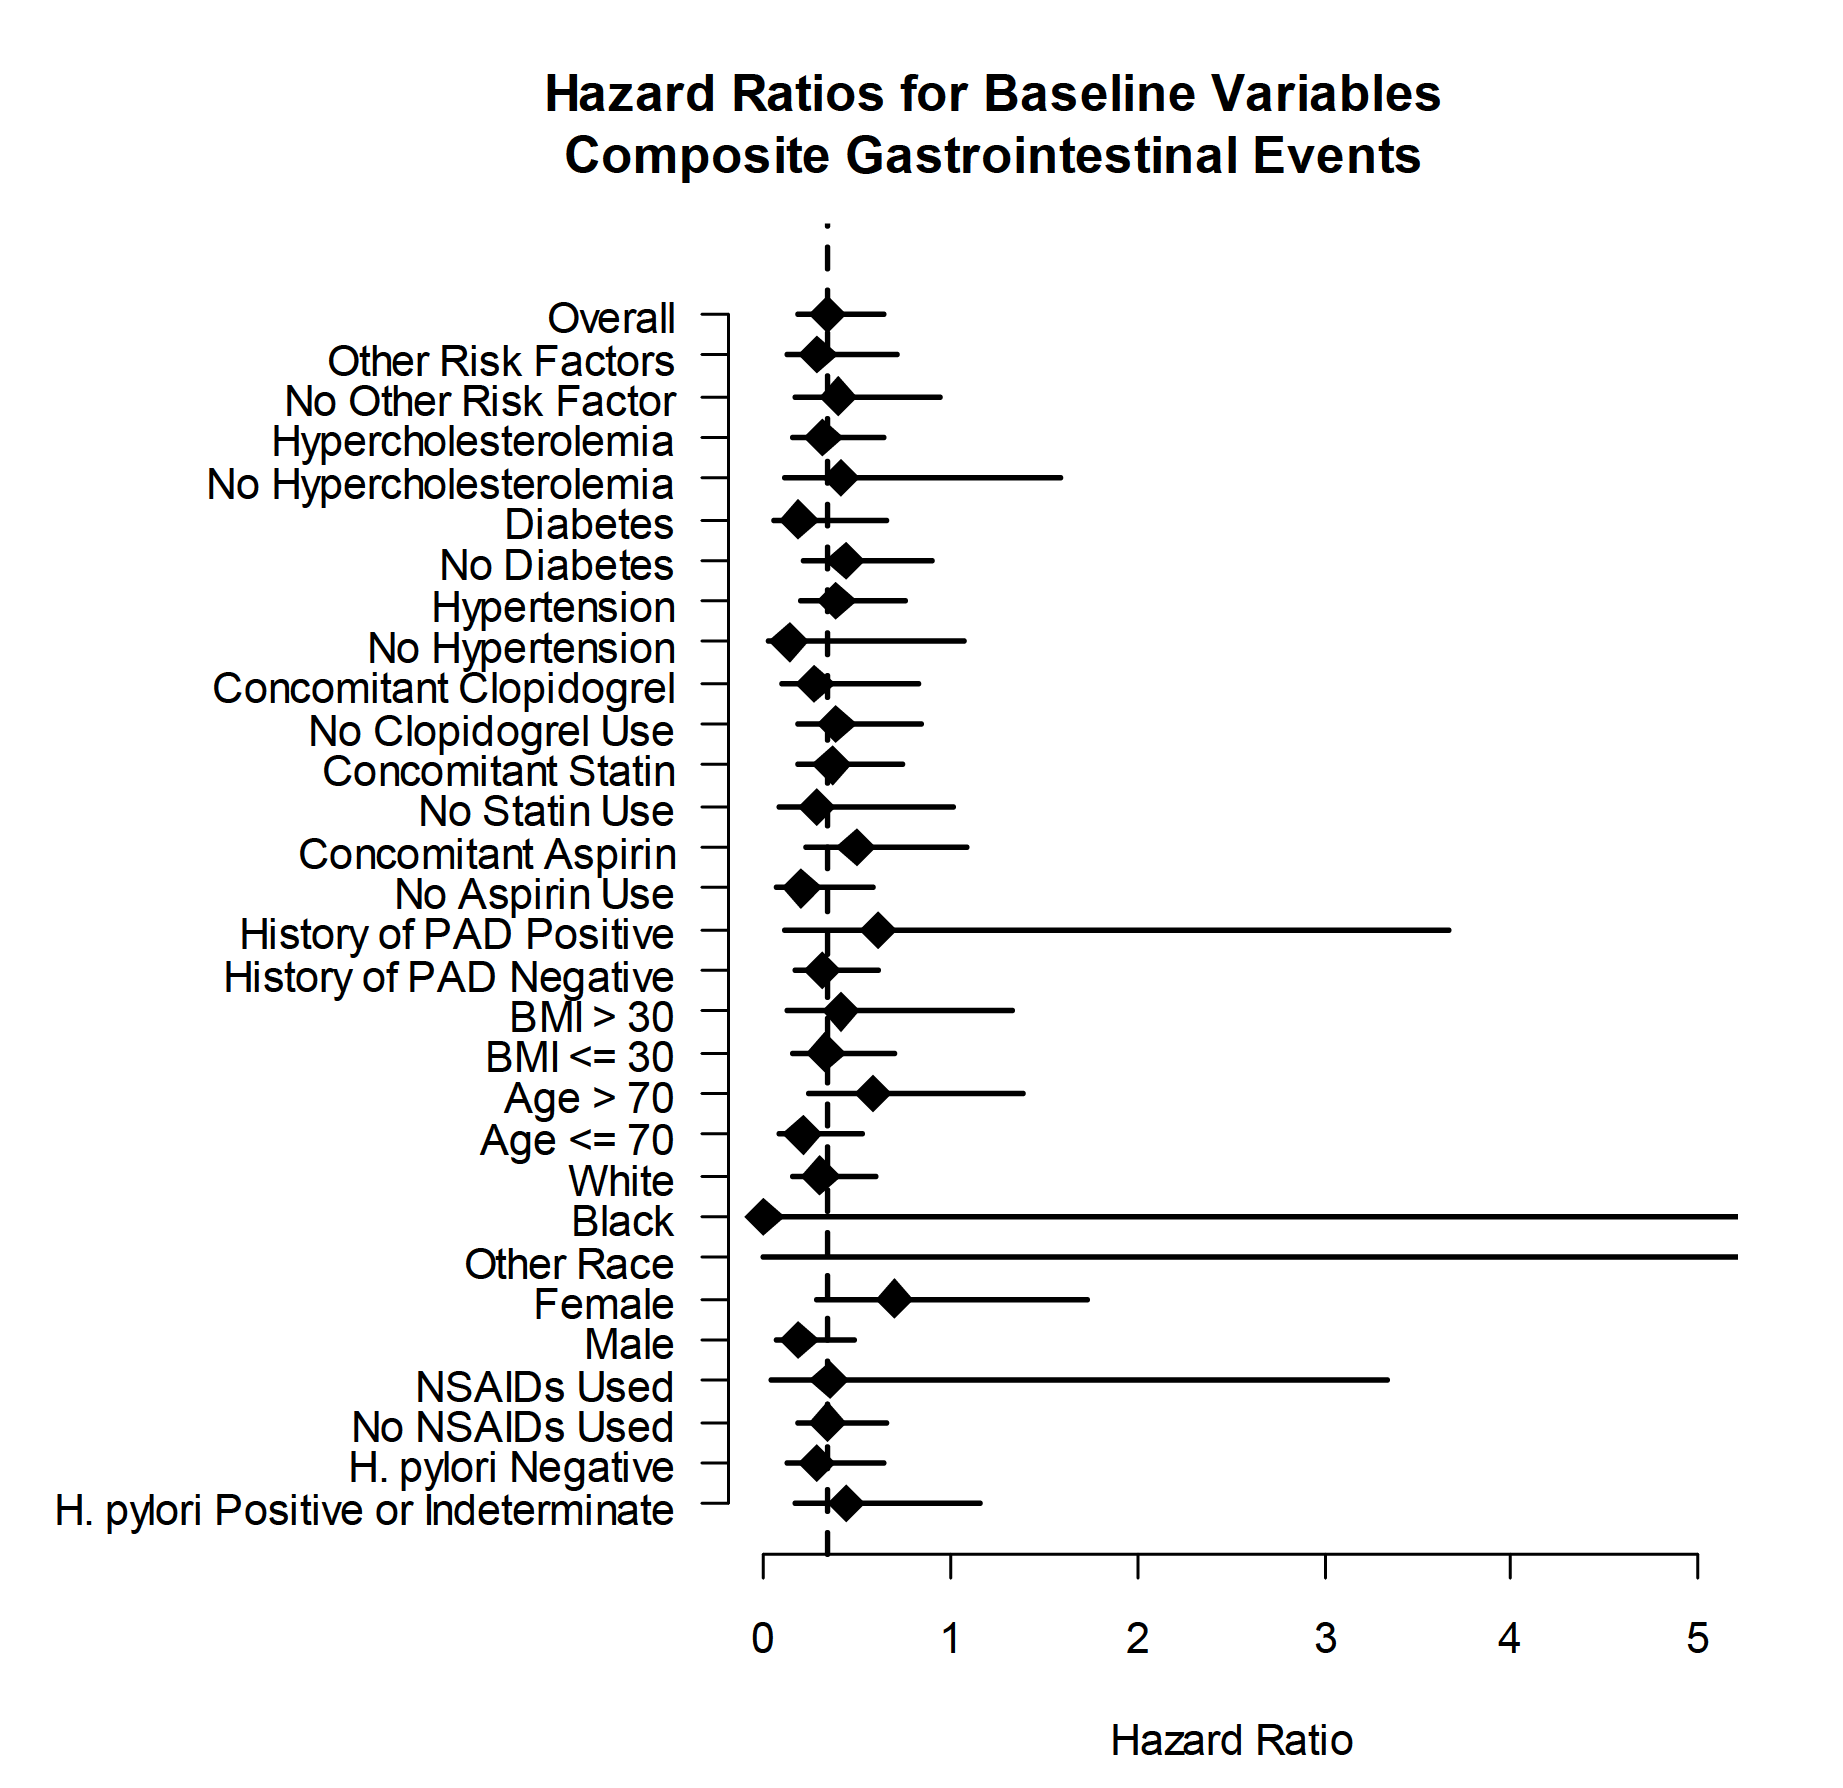 Hazard Ratios for Baseline Variables
Composite Gastrointestinal Events
Overall
Other Risk Factors
No Other Risk Factor
Hypercholesterolemia
No Hypercholesterolemia
Diabetes
No Diabetes
Hypertension
No Hypertension
Concomitant Clopidogrel
No Clopidogrel Use
Concomitant Statin
No Statin Use
Concomitant Aspirin
No Aspirin Use
History of PAD Positive
History of PAD Negative
BMI > 30
BMI <= 30
Age > 70
Age <= 70
White
Black
Other Race
Female
Male
NSAIDs Used
No NSAIDs Used
H. pylori Negative
H. pylori Positive or Indeterminate
0 1 2 3 4 5
Hazard Ratio